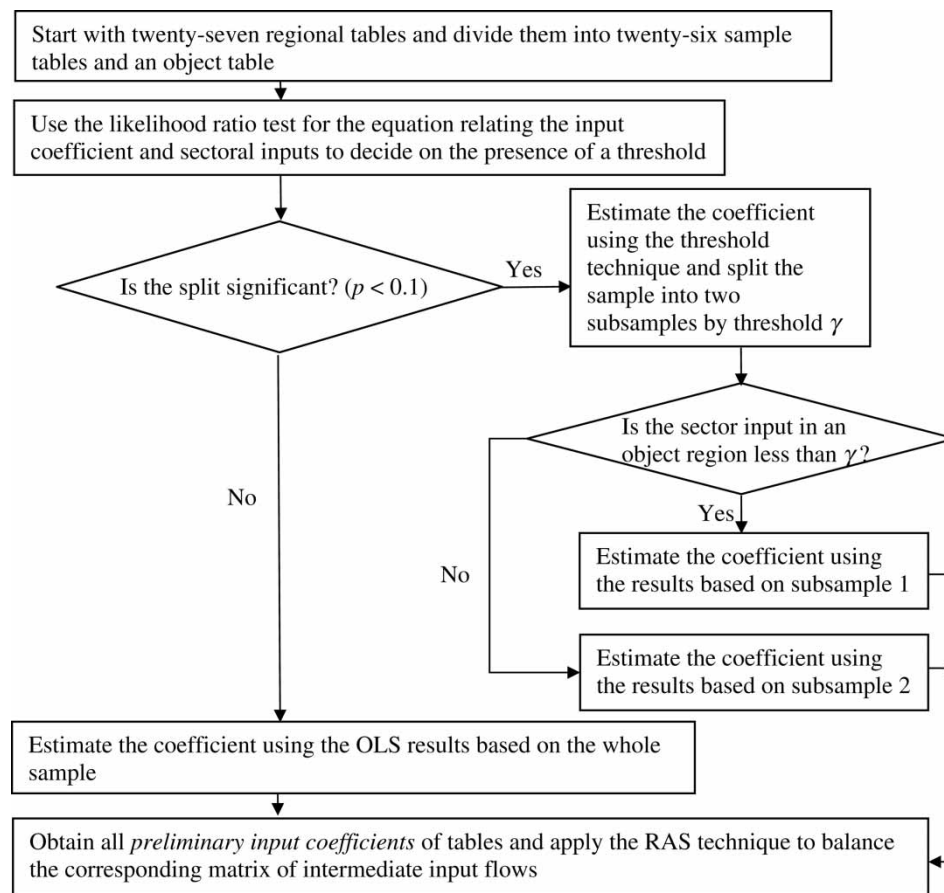 Start with twenty-seven regional tables and divide them into twenty-six sample
tables and an object table
Use the likelihood ratio test for the equation relating the input
coefficient and sectoral inputs to decide on the presence of a threshold
Is the split significant? (p < 0.1)
Yes
Estimate the coefficient
using the threshold
technique and split the
sample into two
subsamples by threshold γ
Is the sector input in an
object region less than γ?
No
Yes
No
Estimate the coefficient using
the results based on subsample 1
Estimate the coefficient using
the results based on subsample 2
Estimate the coefficient using the OLS results based on the whole
sample
Obtain all preliminary input coefficients of tables and apply the RAS technique to balance
the corresponding matrix of intermediate input flows